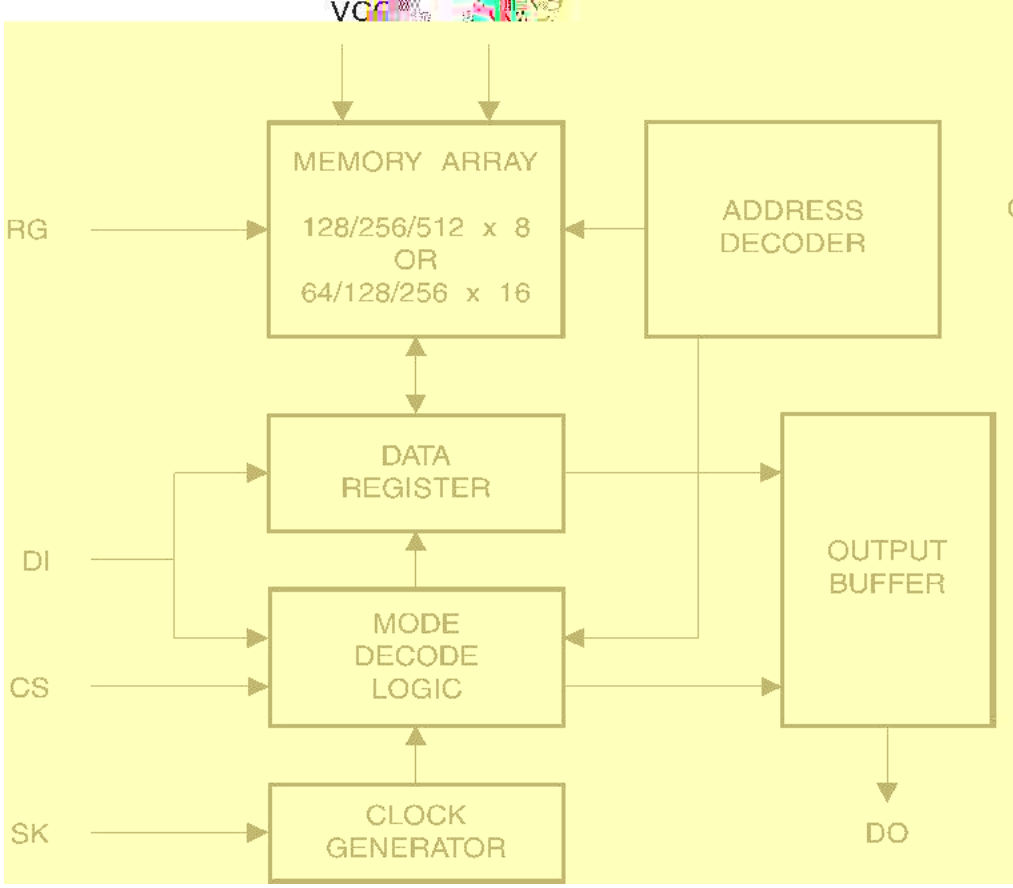 MEMORY ARRAY
128/256/512 x 8
OR
64/128/256 x 16
ADDRESS
DECODER
RG
DATA
REGISTER
DI
OUTPUT
BUFFER
MODE
DECODE
LOGIC
CS
CLOCK
GENERATOR
SK
DO